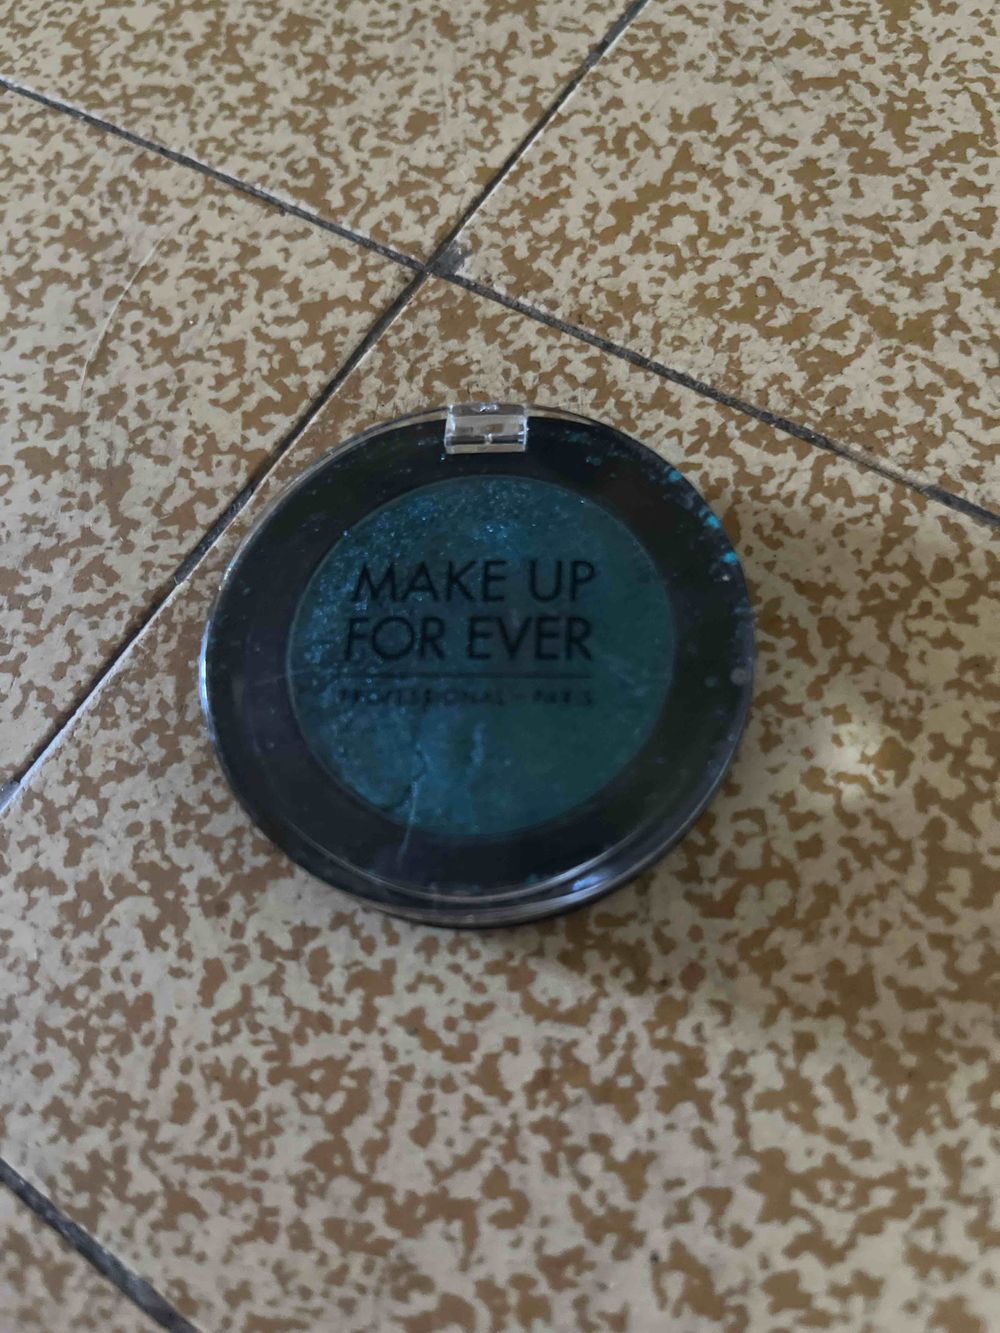 MAKE UP
FOR EVER
PROFESSIONAL - PARIS